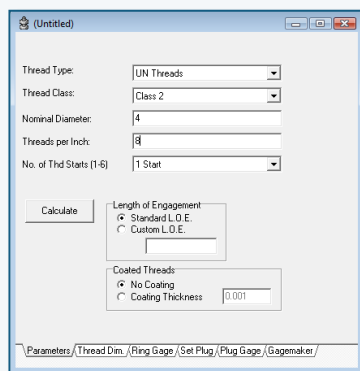 (Untitled)
Thread Type: UN Threads
Thread Class: Class 2
Nominal Diameter: 4
Threads per Inch: 8
No. of Thd Starts (1-6) 1 Start
Calculate
Length of Engagement
Standard L.O.E.
Custom L.O.E.
Coated Threads
No Coating
Coating Thickness 0.001
Parameters Thread Dim. Ring Gage Set Plug Plug Gage Gagemaker